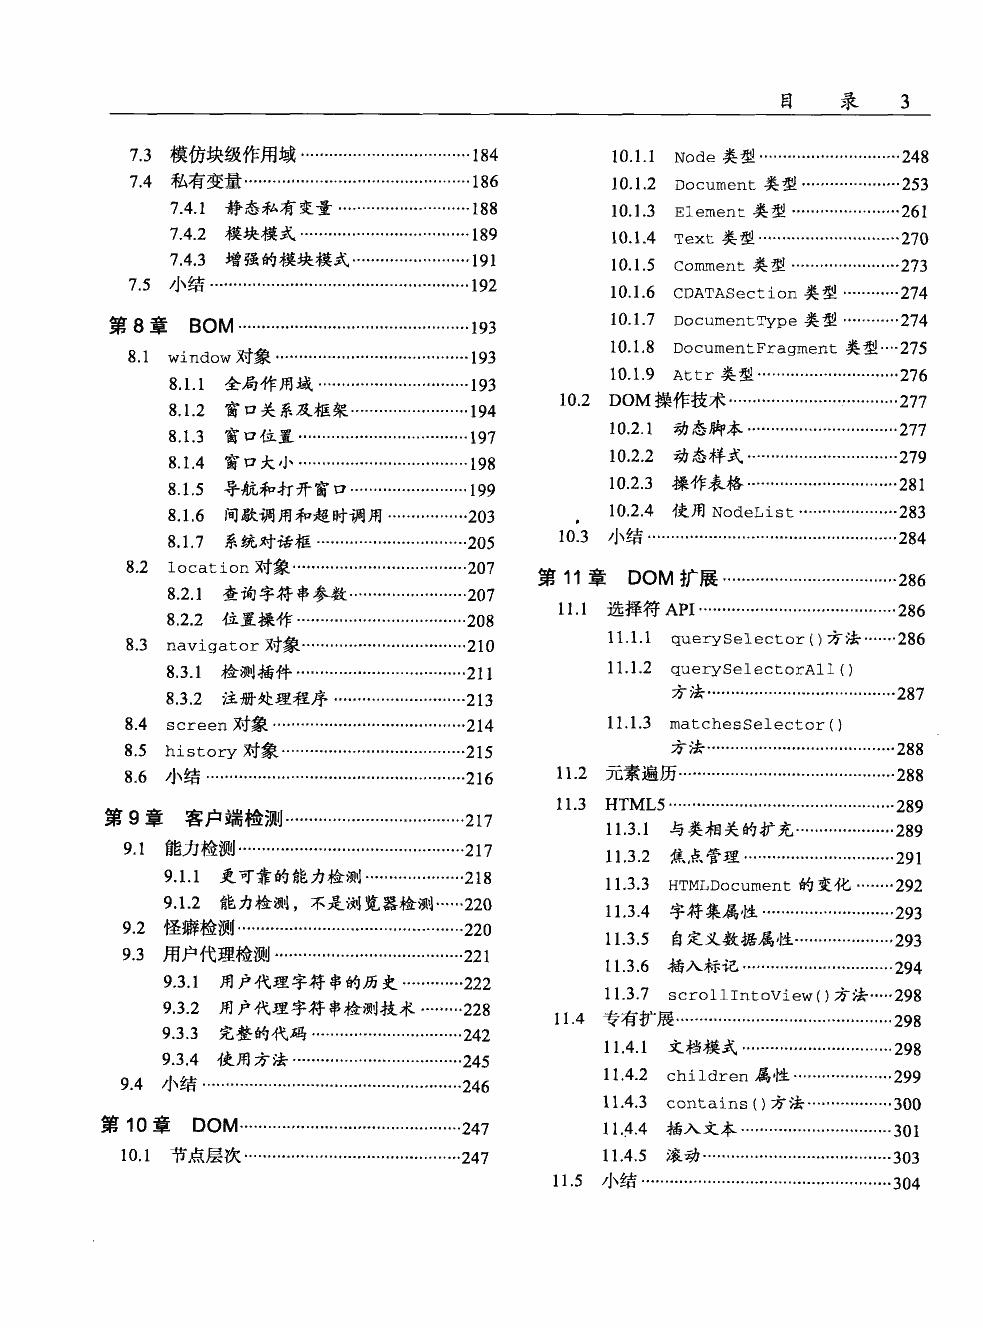 目 录 3
7.3 模仿块级作用域……184
7.4 私有变量……186
7.4.1 静态私有变量……188
7.4.2 模块模式……189
7.4.3 增强的模块模式……191
7.5 小结……192
第 8 章 BOM……193
8.1 window 对象……193
8.1.1 全局作用域……193
8.1.2 窗口关系及框架……194
8.1.3 窗口位置……197
8.1.4 窗口大小……198
8.1.5 导航和打开窗口……199
8.1.6 间歇调用和超时调用……203
8.1.7 系统对话框……205
8.2 location 对象……207
8.2.1 查询字符串参数……207
8.2.2 位置操作……208
8.3 navigator 对象……210
8.3.1 检测插件……211
8.3.2 注册处理程序……213
8.4 screen 对象……214
8.5 history 对象……215
8.6 小结……216
第 9 章 客户端检测……217
9.1 能力检测……217
9.1.1 更可靠的能力检测……218
9.1.2 能力检测，不是浏览器检测……220
9.2 怪癖检测……220
9.3 用户代理检测……221
9.3.1 用户代理字符串的历史……222
9.3.2 用户代理字符串检测技术……228
9.3.3 完整的代码……242
9.3.4 使用方法……245
9.4 小结……246
第 10 章 DOM……247
10.1 节点层次……247
10.1.1 Node 类型……248
10.1.2 Document 类型……253
10.1.3 Element 类型……261
10.1.4 Text 类型……270
10.1.5 Comment 类型……273
10.1.6 CDATASection 类型……274
10.1.7 DocumentType 类型……274
10.1.8 DocumentFragment 类型……275
10.1.9 Attr 类型……276
10.2 DOM 操作技术……277
10.2.1 动态脚本……277
10.2.2 动态样式……279
10.2.3 操作表格……281
10.2.4 使用 NodeList……283
10.3 小结……284
第 11 章 DOM 扩展……286
11.1 选择符 API……286
11.1.1 querySelector()方法……286
11.1.2 querySelectorAll()
方法……287
11.1.3 matchesSelector()
方法……288
11.2 元素遍历……288
11.3 HTML5……289
11.3.1 与类相关的扩充……289
11.3.2 焦点管理……291
11.3.3 HTMLDocument 的变化……292
11.3.4 字符集属性……293
11.3.5 自定义数据属性……293
11.3.6 插入标记……294
11.3.7 scrollIntoView()方法……298
11.4 专有扩展……298
11.4.1 文档模式……298
11.4.2 children 属性……299
11.4.3 contains()方法……300
11.4.4 插入文本……301
11.4.5 滚动……303
11.5 小结……304